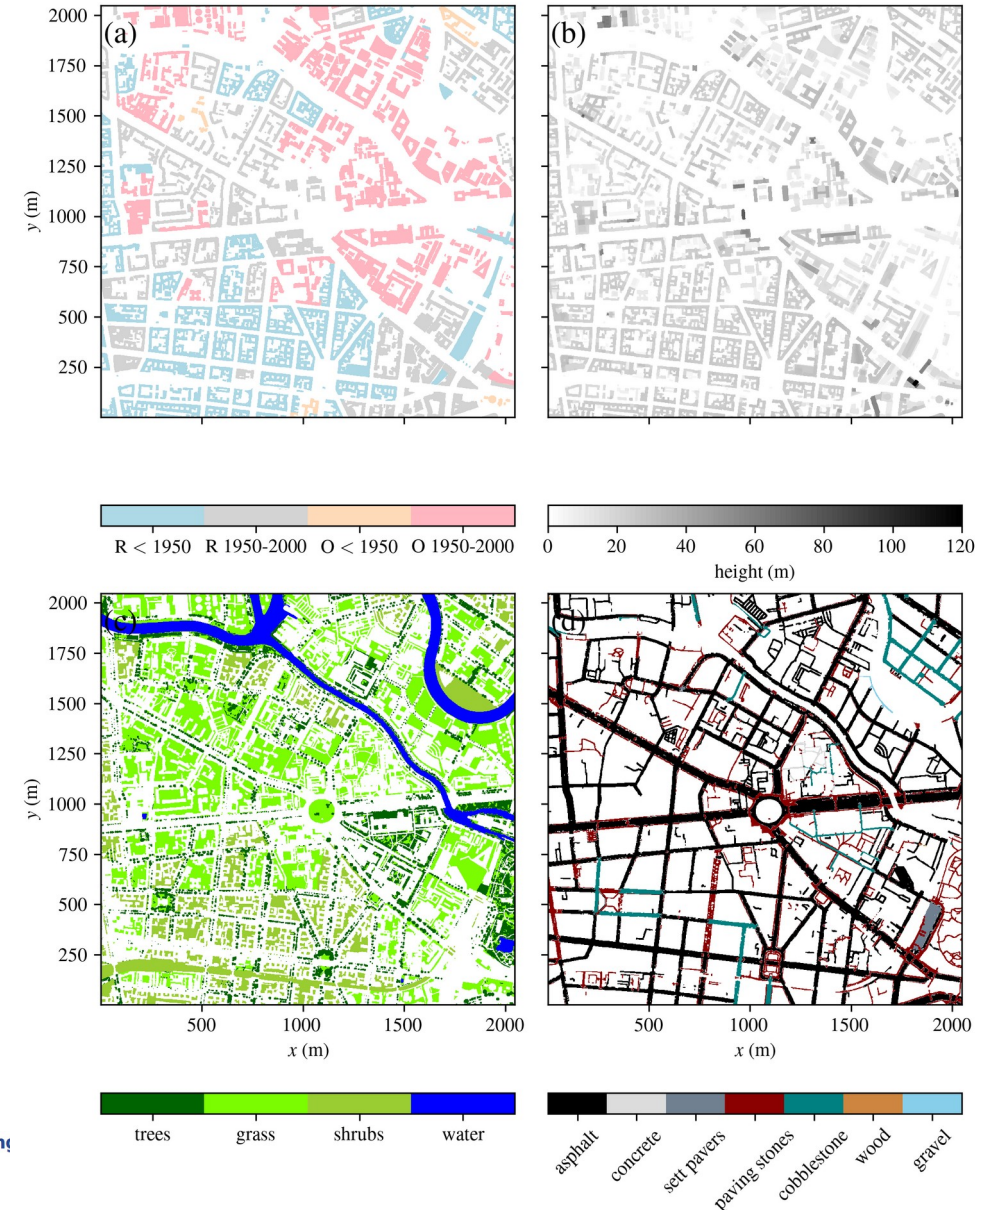 (a)
(b)
2000
1750
1500
1250
1000
750
500
250
y (m)
R < 1950
R 1950-2000
O < 1950
O 1950-2000
0
20
40
60
80
100
120
height (m)
(c)
2000
1750
1500
1250
1000
750
500
250
y (m)
500
1000
1500
2000
x (m)
500
1000
1500
2000
x (m)
trees
grass
shrubs
water
asphalt
concrete
sett pavers
paving stones
cobblestone
wood
gravel